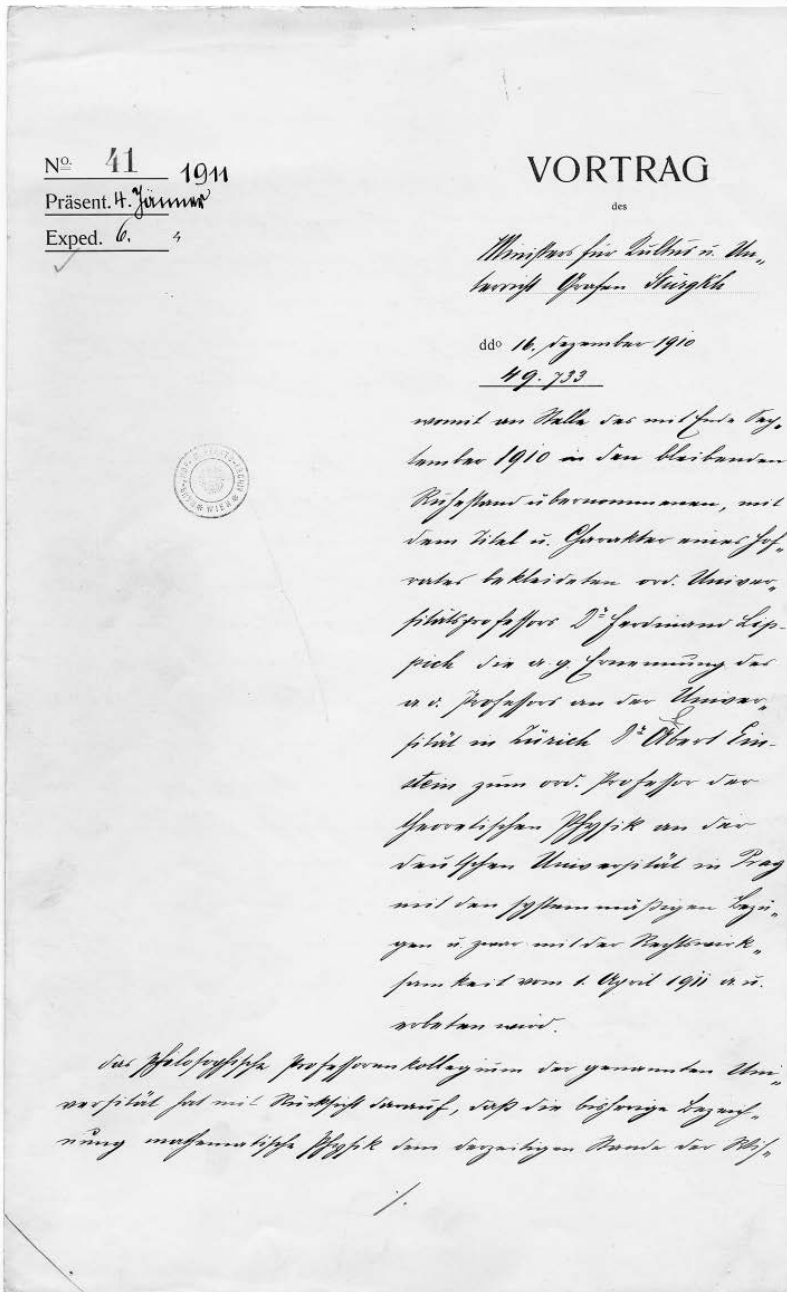 No. 41 1911
Präsent. 4. Jänner
Exped. 6. "
VORTRAG
des
Ministers für Kultus u. Un„
terricht Grafen Stürgkh
ddo 16. Dezember 1910
49.733
womit an Stelle des mit Ende Sep„
tember 1910 in den bleibenden
Ruhestand übernommenen, mit
dem Titel u. Charakter eines Hof„
rates bekleideten ord. Univer„
sitätsprofessors Dr Ferdinand Lip-
pich die a. g. Ernennung des
a. o. Professors an der Univer„
sität in Zürich Dr Albert Ein-
stein zum ord. Professor der
theoretischen Physik an der
deutschen Universität in Prag
mit den systemmäßigen Bezü„
gen u. zwar mit der Rechtswirk„
samkeit vom 1. April 1911 a. u.
erbeten wird.
Das philosophische Professorenkollegium der genannten Uni„
versität hat mit Rücksicht darauf, daß die bisherige Bezeich„
nung mathematische Physik dem derzeitigen Stande der Wis„
./.